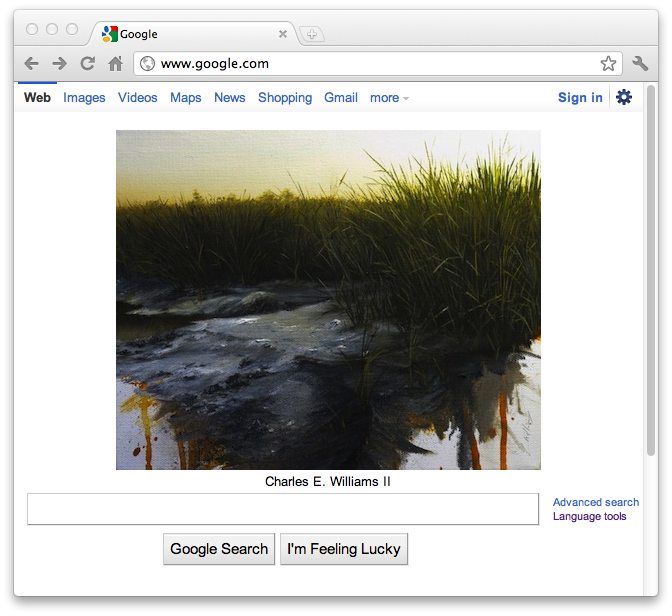 Google
www.google.com
Web Images Videos Maps News Shopping Gmail more Sign in
Charles E. Williams II
Advanced search
Language tools
Google Search I'm Feeling Lucky